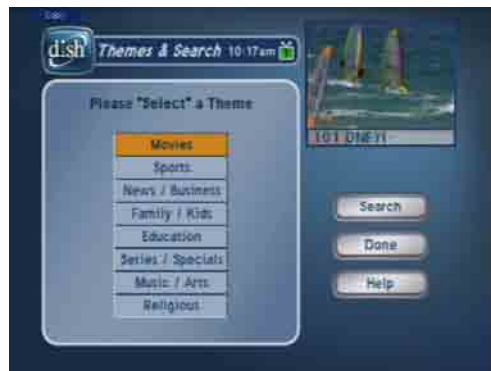 dish Themes & Search 10:17am
Please "Select" a Theme
Movies
Sports
News / Business
Family / Kids
Education
Series / Specials
Music / Arts
Religious
101
Search
Done
Help